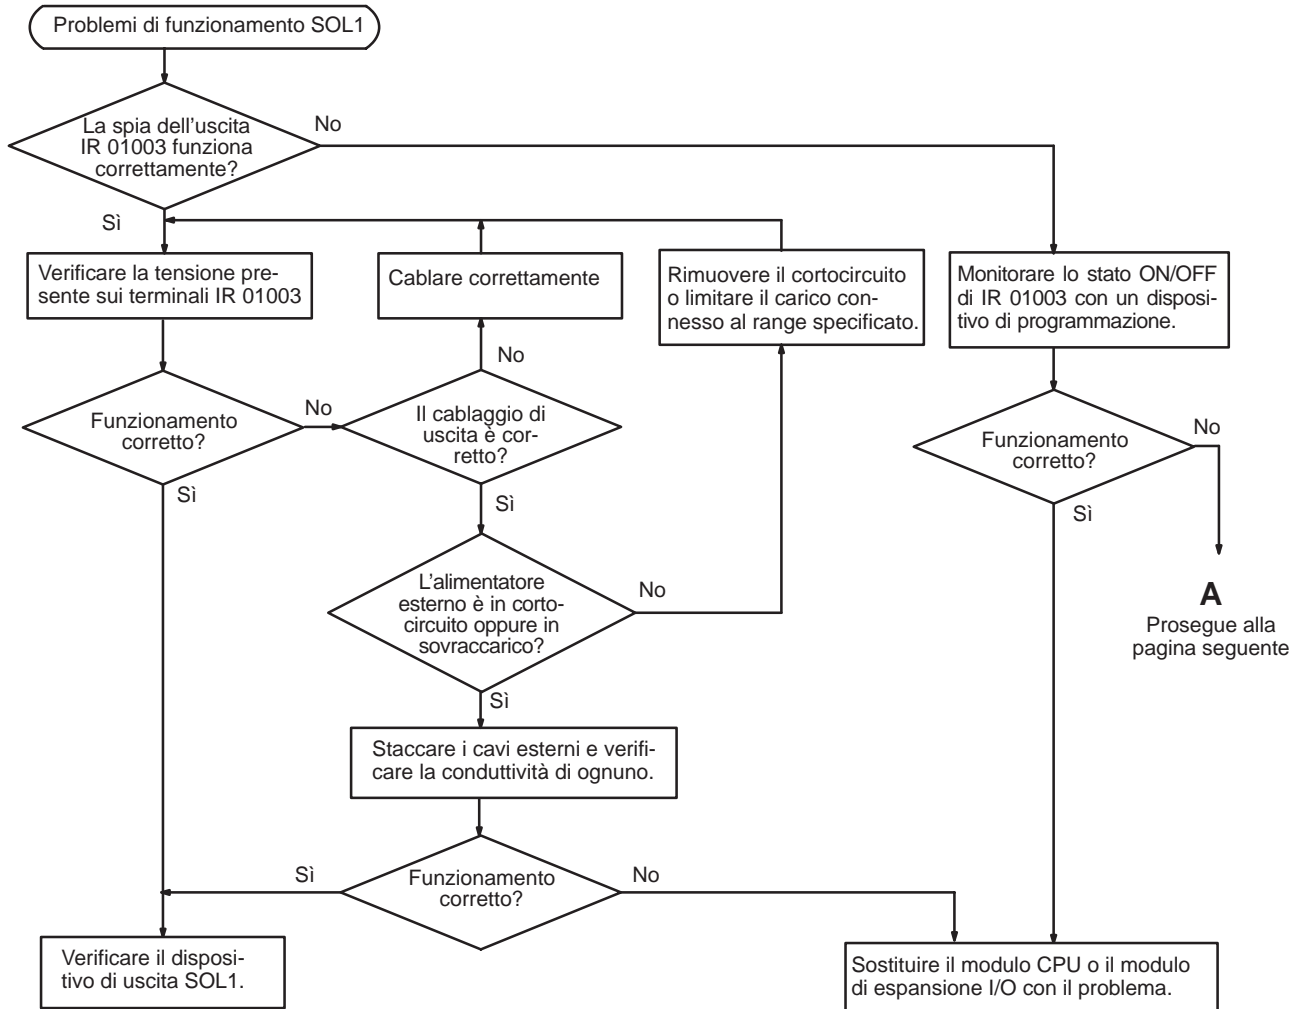 Problemi di funzionamento SOL1
La spia dell'uscita
IR 01003 funziona
correttamente?
No
Sì
Verificare la tensione pre-
sente sui terminali IR 01003
Cablare correttamente
Rimuovere il cortocircuito
o limitare il carico con-
nesso al range specificato.
Monitorare lo stato ON/OFF
di IR 01003 con un disposi-
tivo di programmazione.
No
Funzionamento
corretto?
No
Il cablaggio di
uscita è cor-
retto?
Funzionamento
corretto?
No
Sì
Sì
Sì
L'alimentatore
esterno è in corto-
circuito oppure in
sovraccarico?
No
A
Prosegue alla
pagina seguente
Sì
Staccare i cavi esterni e verifi-
care la conduttività di ognuno.
Sì
Funzionamento
corretto?
No
Verificare il disposi-
tivo di uscita SOL1.
Sostituire il modulo CPU o il modulo
di espansione I/O con il problema.